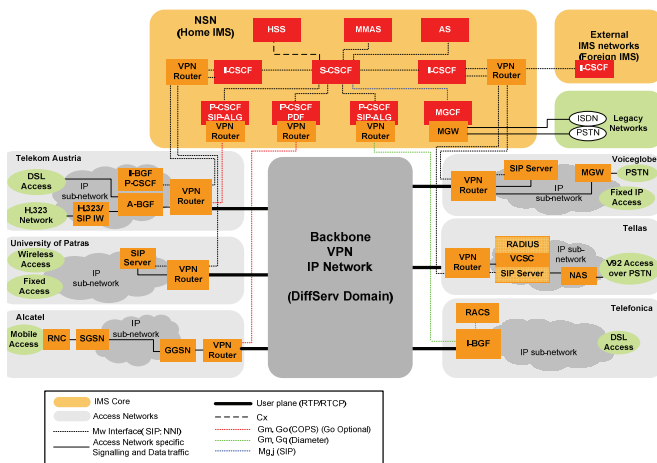 NSN
(Home IMS)
HSS
MMAS
AS
VPN
Router
I-CSCF
S-CSCF
I-CSCF
VPN
Router
P-CSCF
SIP-ALG
VPN
Router
P-CSCF
PDF
VPN
Router
P-CSCF
SIP-ALG
VPN
Router
MGCF
MGW
External
IMS networks
(Foreign IMS)
I-CSCF
ISDN
PSTN
Legacy
Networks
Telekom Austria
DSL
Access
IP
sub-network
H.323
Network
H.323/
SIP IW
I-BGF
P-CSCF
A-BGF
VPN
Router
University of Patras
Wireless
Access
Fixed
Access
IP
sub-network
SIP
Server
VPN
Router
Alcatel
Mobile
Access
RNC
SGSN
IP
sub-network
GGSN
VPN
Router
Backbone
VPN
IP Network
(DiffServ Domain)
Voiceglobe
VPN
Router
SIP Server
MGW
PSTN
IP
sub-network
Fixed IP
Access
Tellas
VPN
Router
RADIUS
VCSC
SIP Server
IP sub-
network
NAS
V92 Access
over PSTN
Telefonica
RACS
I-BGF
IP sub-network
DSL
Access
IMS Core
Access Networks
Mw Interface(SIP; NNI)
Access Network specific
Signalling and Data traffic
User plane (RTP/RTCP)
Cx
Gm, Go (COPS) (Go Optional)
Gm, Gq (Diameter)
Mg,j (SIP)